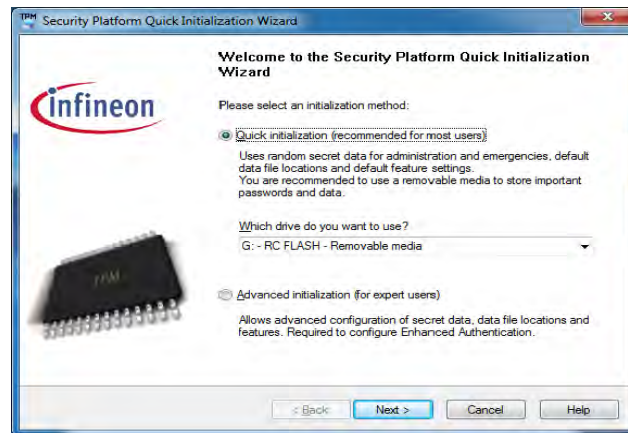 TPM Security Platform Quick Initialization Wizard
Welcome to the Security Platform Quick Initialization
Wizard
infineon
Please select an initialization method:
Quick initialization (recommended for most users)
Uses random secret data for administration and emergencies, default
data file locations and default feature settings.
You are recommended to use a removable media to store important
passwords and data.
Which drive do you want to use?
G: - RC FLASH - Removable media
TPM
Advanced initialization (for expert users)
Allows advanced configuration of secret data, data file locations and
features. Required to configure Enhanced Authentication.
< Back
Next >
Cancel
Help